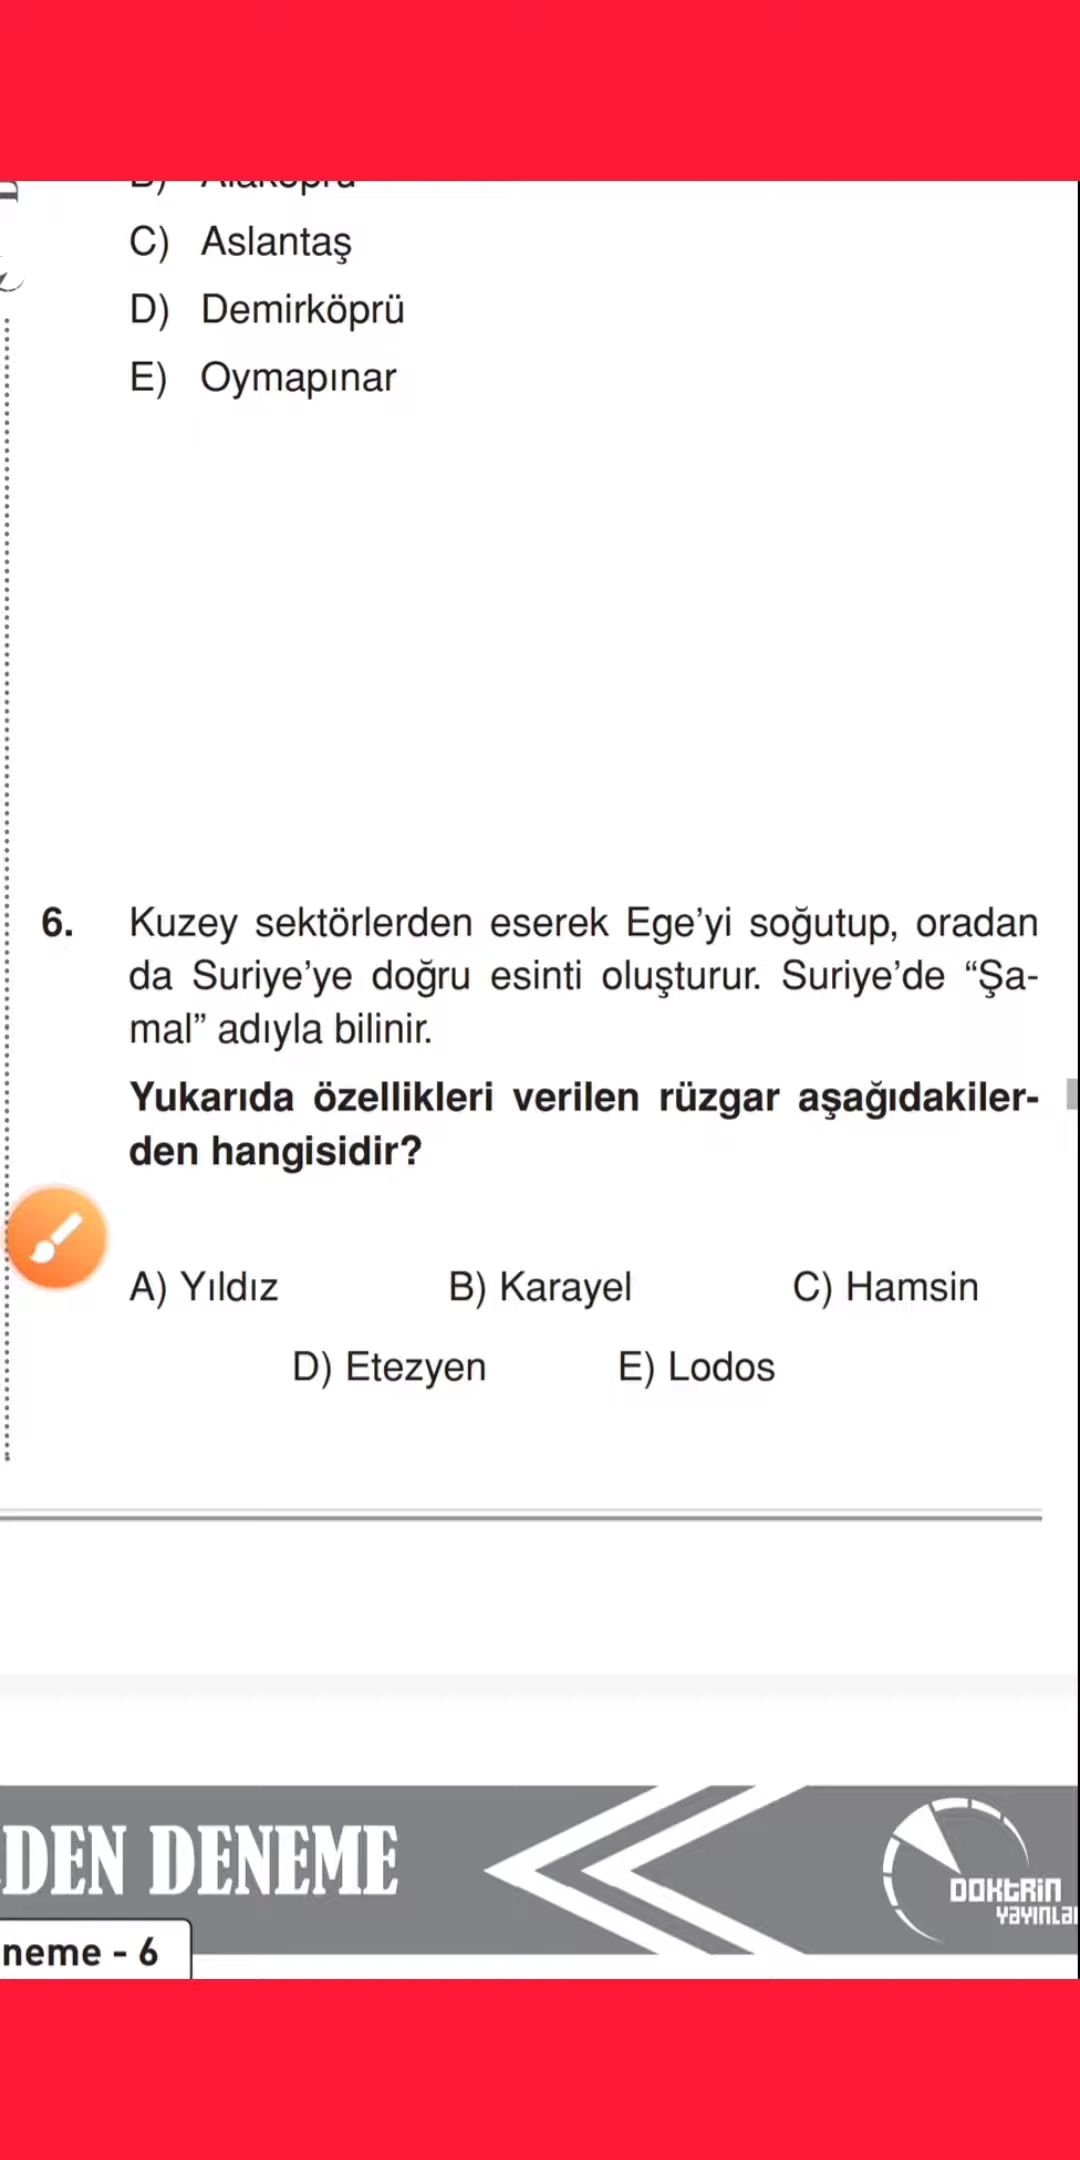 C) Aslantaş
D) Demirköprü
E) Oymapınar
6. Kuzey sektörlerden eserek Ege’yi soğutup, oradan
da Suriye’ye doğru esinti oluşturur. Suriye’de “Şa-
mal” adıyla bilinir.
Yukarıda özellikleri verilen rüzgar aşağıdakiler-
den hangisidir?
A) Yıldız B) Karayel C) Hamsin
D) Etezyen E) Lodos
DEN DENEME
DOKTRİN
neme - 6